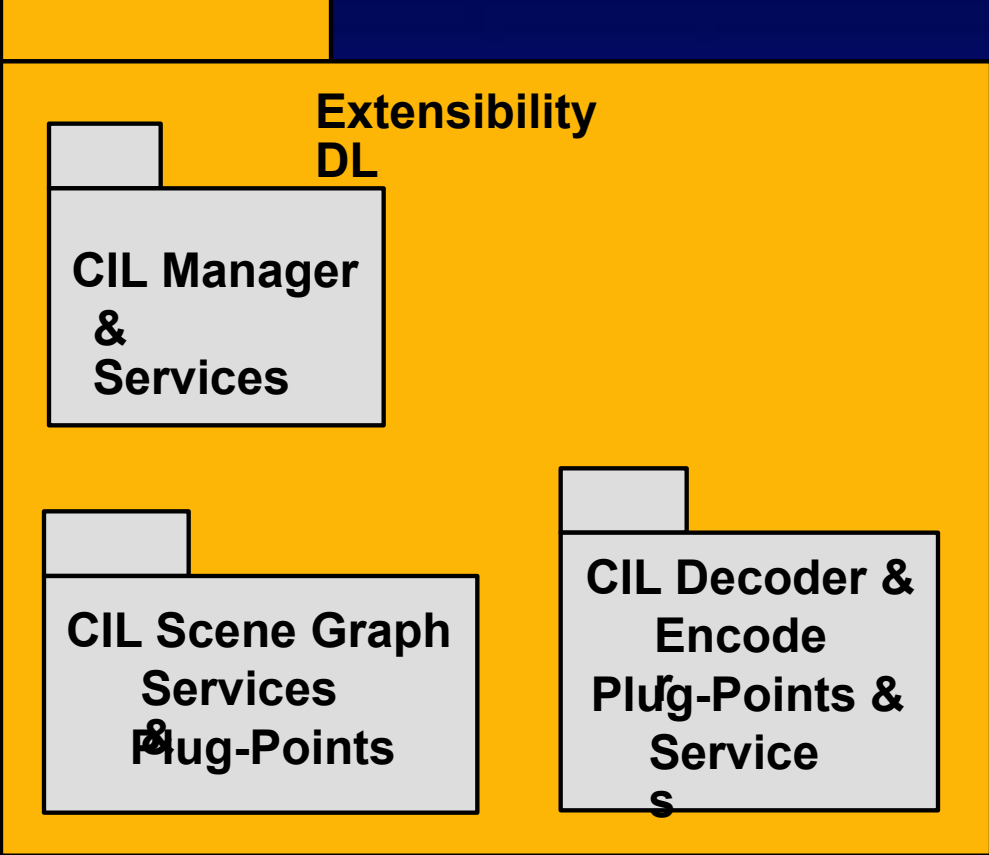 Extensibility
DL
CIL Manager
&
Services
CIL Scene Graph
Services
&
Plug-Points
CIL Decoder &
Encode
r
Plug-Points &
Service
s